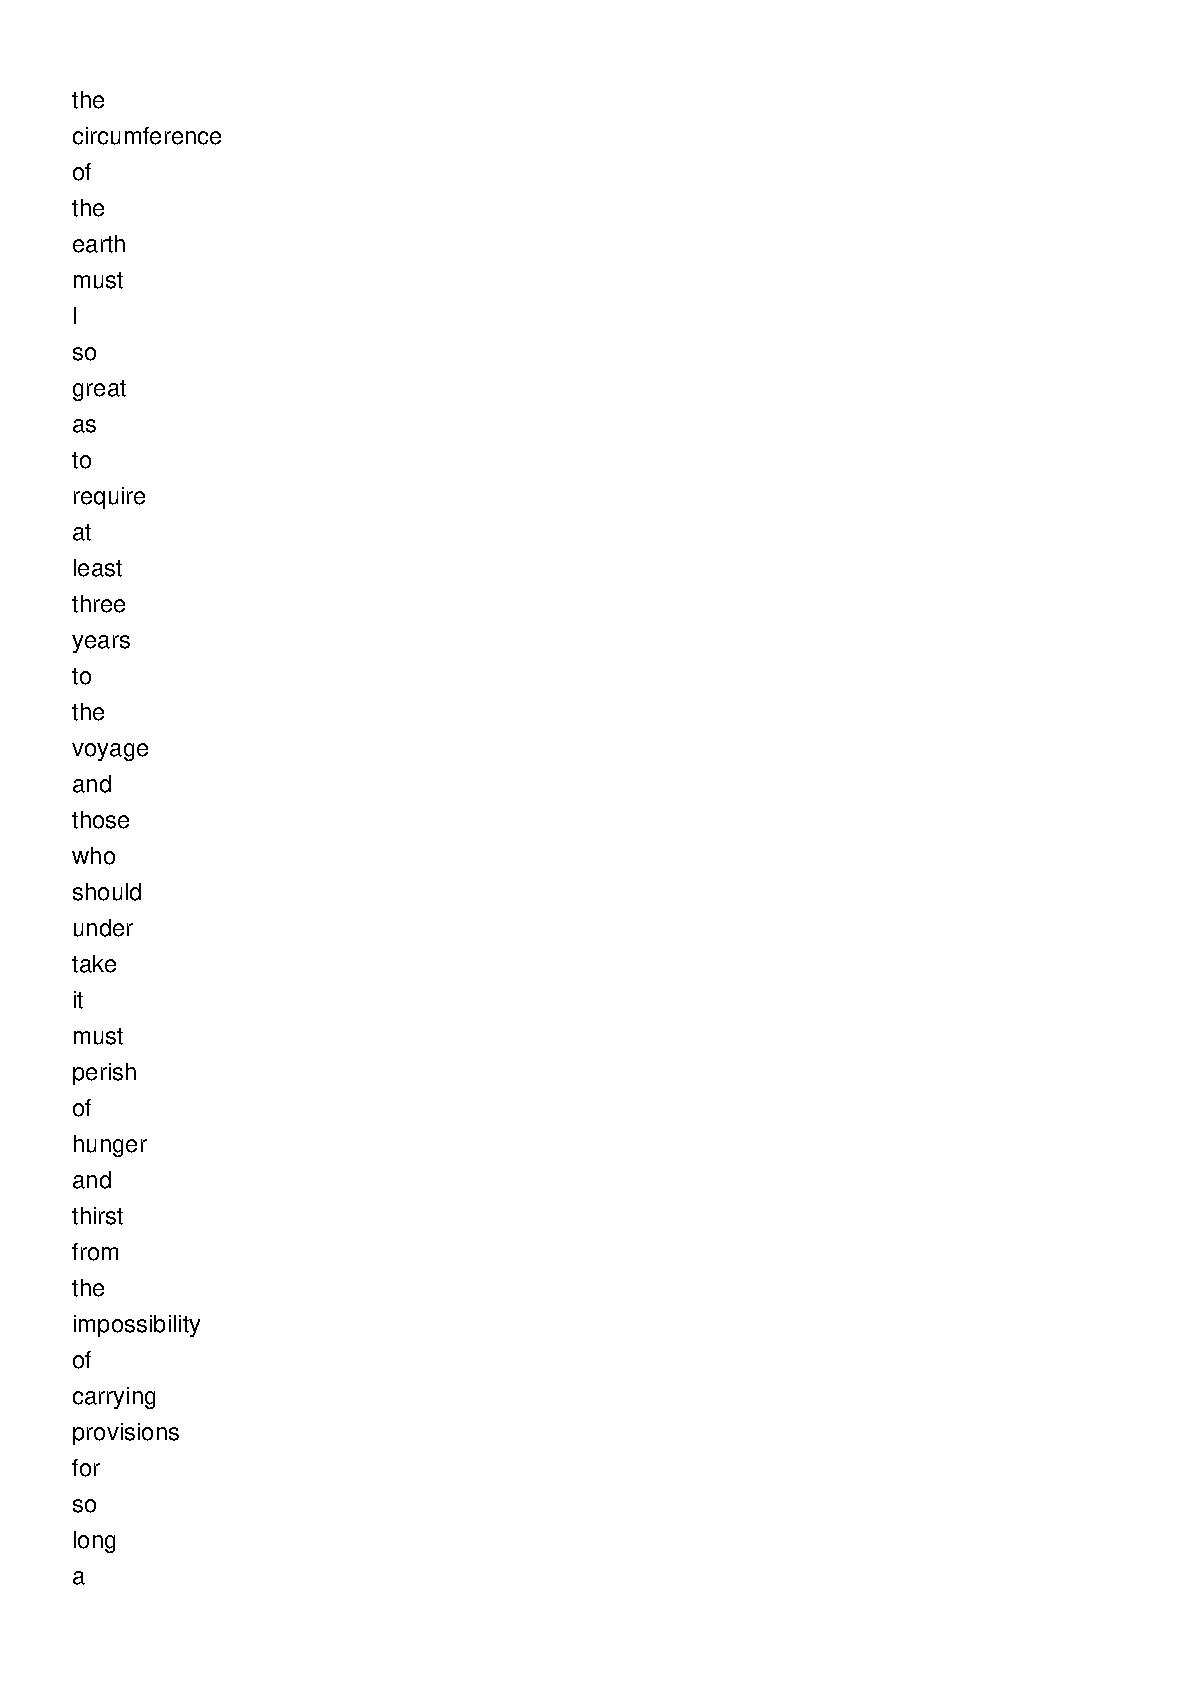 the
circumference
of
the
earth
must
I
so
great
as
to
require
at
least
three
years
to
the
voyage
and
those
who
should
under
take
it
must
perish
of
hunger
and
thirst
from
the
impossibility
of
carrying
provisions
for
so
long
a